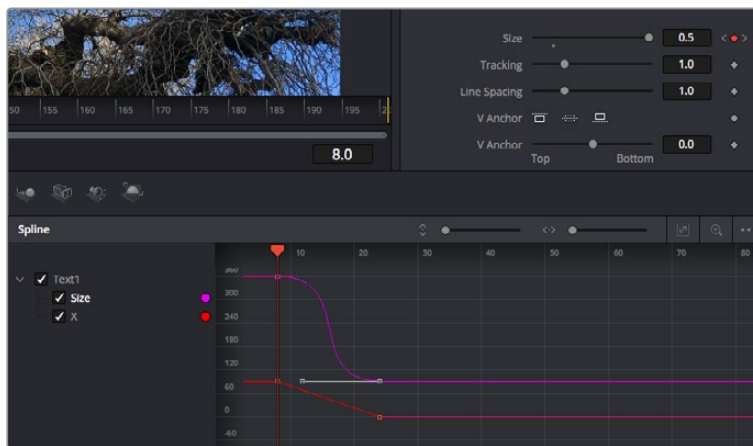 Size 0.5
Tracking 1.0
Line Spacing 1.0
V Anchor
V Anchor 0.0
Top Bottom
155 160 165 170 175 180 185 190 195
8.0
Spline
10 20 30 40 50 60 70 80
Text1
Size
X
360
300
240
180
120
60
0
-60